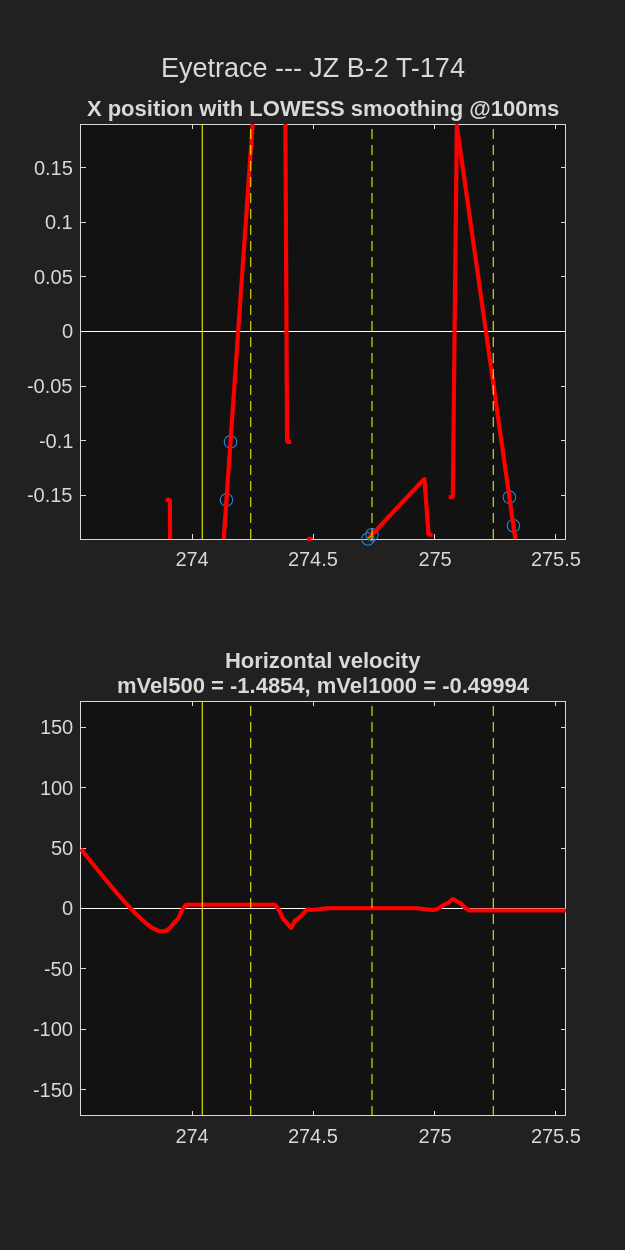 Eyetrace --- JZ B-2 T-174
X position with LOWESS smoothing @100ms
0.15
0.1
0.05
0
-0.05
-0.1
-0.15
274 274.5 275 275.5
Horizontal velocity
mVel500 = -1.4854, mVel1000 = -0.49994
150
100
50
0
-50
-100
-150
274 274.5 275 275.5